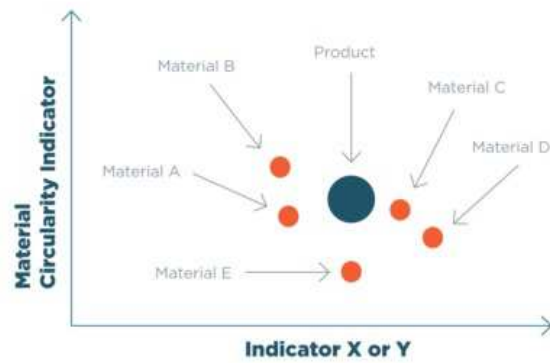 Product
Material B
Material C
Material D
Material A
Material E
Material
Circularity Indicator
Indicator X or Y